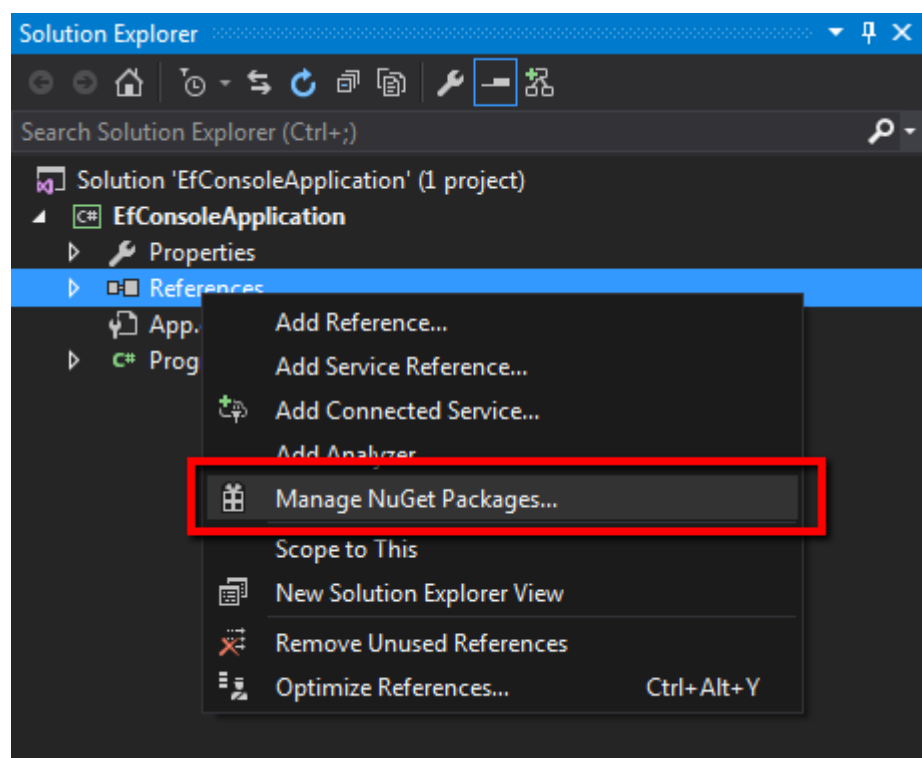 Solution Explorer
Search Solution Explorer (Ctrl+;)
Solution 'EfConsoleApplication' (1 project)
C# EfConsoleApplication
Properties
References
App.
C# Prog
Add Reference...
Add Service Reference...
Add Connected Service...
Add Analyzer
Manage NuGet Packages...
Scope to This
New Solution Explorer View
Remove Unused References
Optimize References... Ctrl+Alt+Y